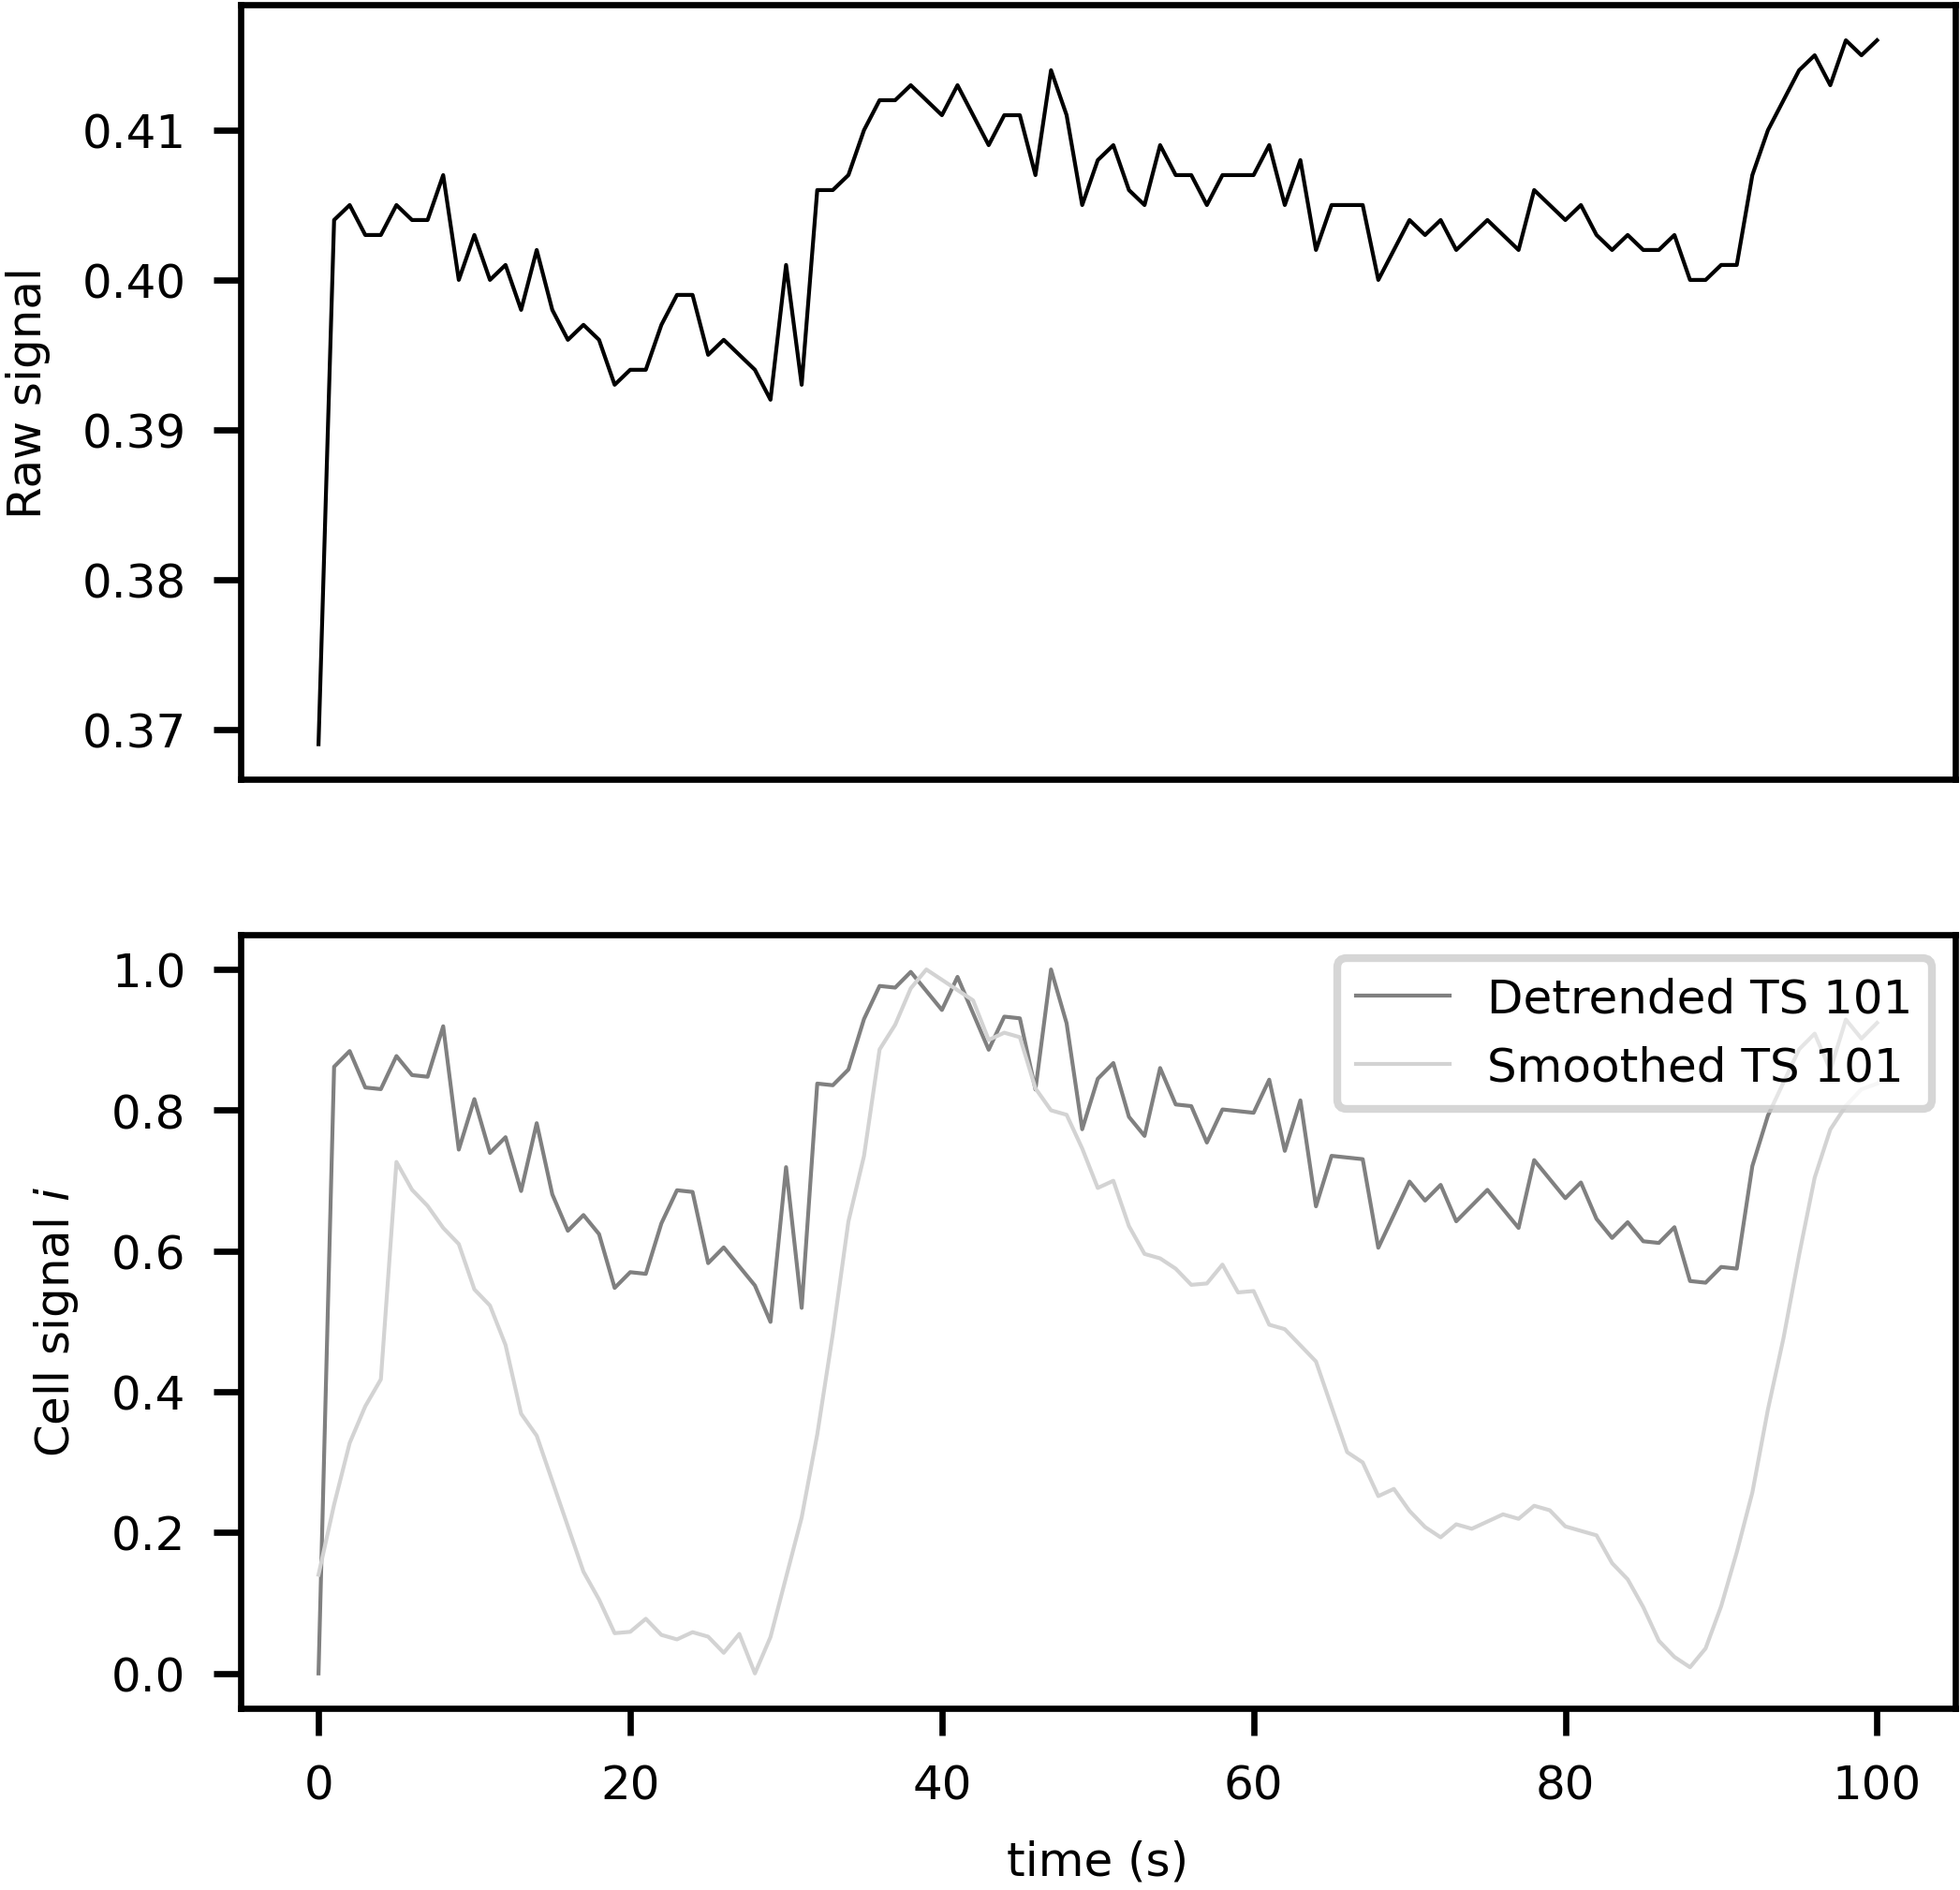 Raw signal
0.41
0.40
0.39
0.38
0.37
Cell signal i
1.0
0.8
0.6
0.4
0.2
0.0
Detrended TS 101
Smoothed TS 101
0 20 40 60 80 100
time (s)